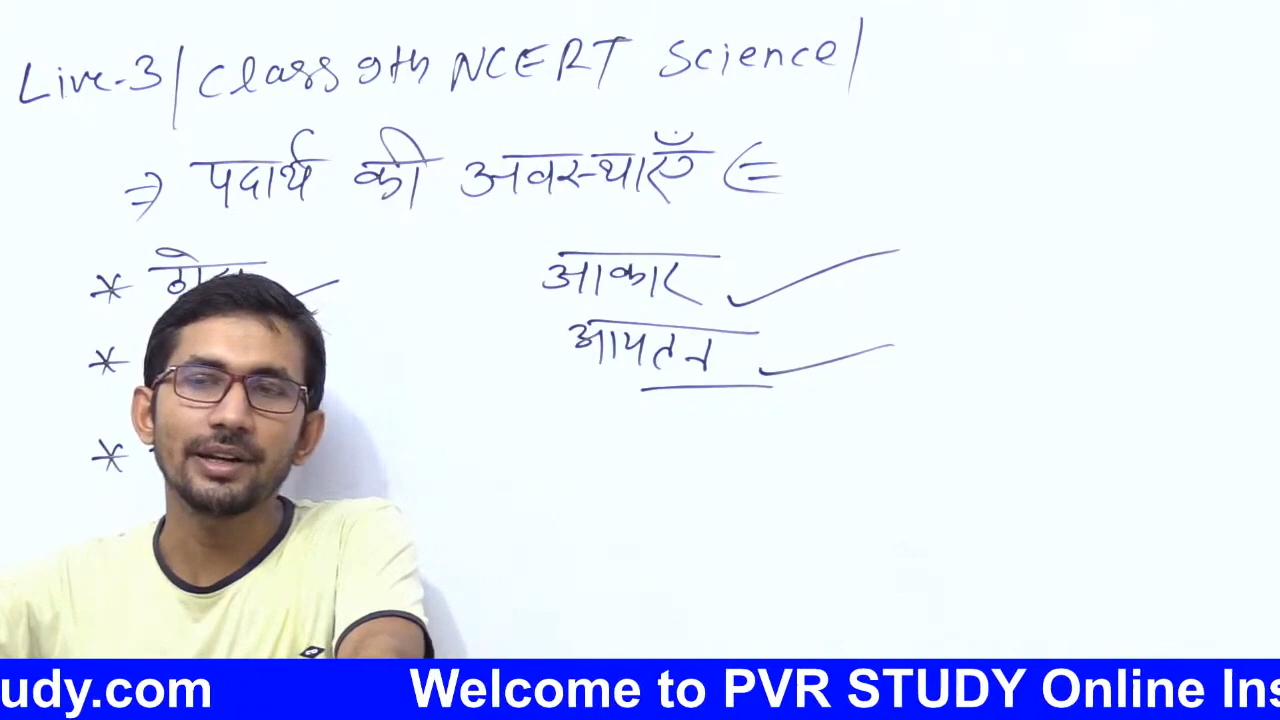 Live-3/Class 9th NCERT Science/
⇒ पदार्थ की अवस्थाएँ ⇐
*
आकार ✓
*
आयतन ✓
*
udy.com Welcome to PVR STUDY Online Ins